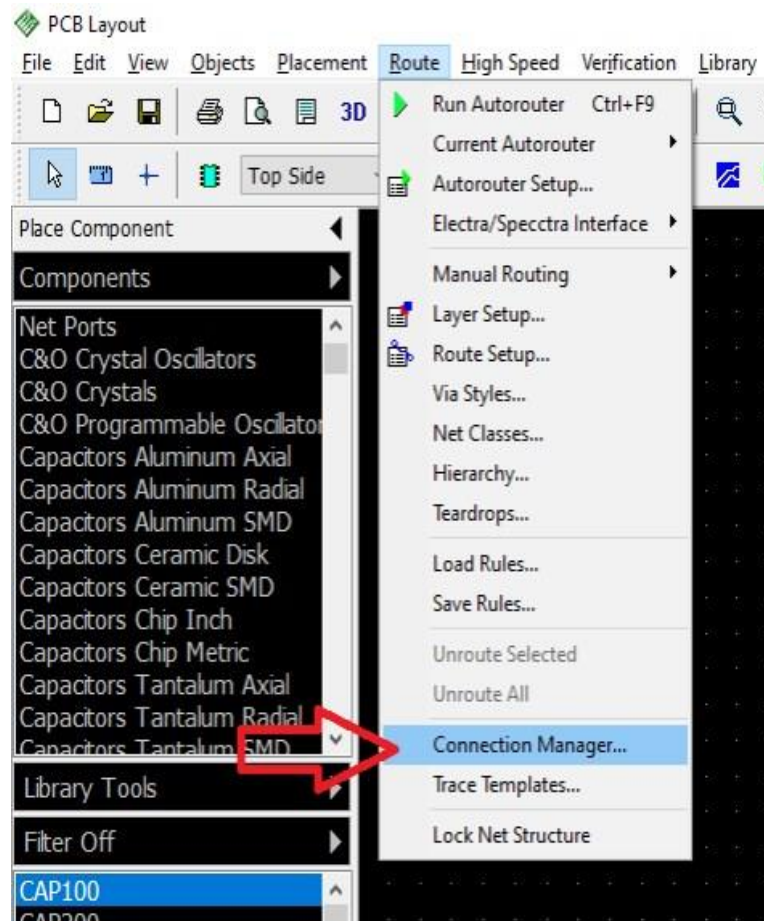 PCB Layout
File Edit View Objects Placement Route High Speed Verification Library
3D
Top Side
Run Autorouter Ctrl+F9
Current Autorouter
Autorouter Setup...
Electra/Specctra Interface
Manual Routing
Layer Setup...
Route Setup...
Via Styles...
Net Classes...
Hierarchy...
Teardrops...
Load Rules...
Save Rules...
Unroute Selected
Unroute All
Connection Manager...
Trace Templates...
Lock Net Structure
Place Component
Components
Net Ports
C&O Crystal Oscillators
C&O Crystals
C&O Programmable Oscillator
Capacitors Aluminum Axial
Capacitors Aluminum Radial
Capacitors Aluminum SMD
Capacitors Ceramic Disk
Capacitors Ceramic SMD
Capacitors Chip Inch
Capacitors Chip Metric
Capacitors Tantalum Axial
Capacitors Tantalum Radial
Capacitors Tantalum SMD
Library Tools
Filter Off
CAP100
CAP200